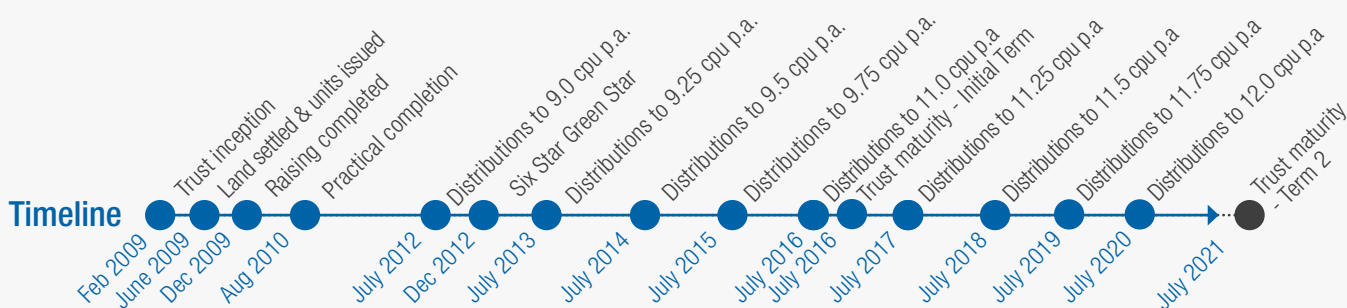 Timeline
Trust inception
Land settled & units issued
Raising completed
Practical completion
Distributions to 9.0 cpu p.a.
Six Star Green Star
Distributions to 9.25 cpu p.a.
Distributions to 9.5 cpu p.a.
Distributions to 9.75 cpu p.a.
Distributions to 11.0 cpu p.a
Trust maturity - Initial Term
Distributions to 11.25 cpu p.a
Distributions to 11.5 cpu p.a
Distributions to 11.75 cpu p.a
Distributions to 12.0 cpu p.a
Trust maturity
- Term 2
Feb 2009
June 2009
Dec 2009
Aug 2010
July 2012
Dec 2012
July 2013
July 2014
July 2015
July 2016
July 2016
July 2017
July 2018
July 2019
July 2020
July 2021